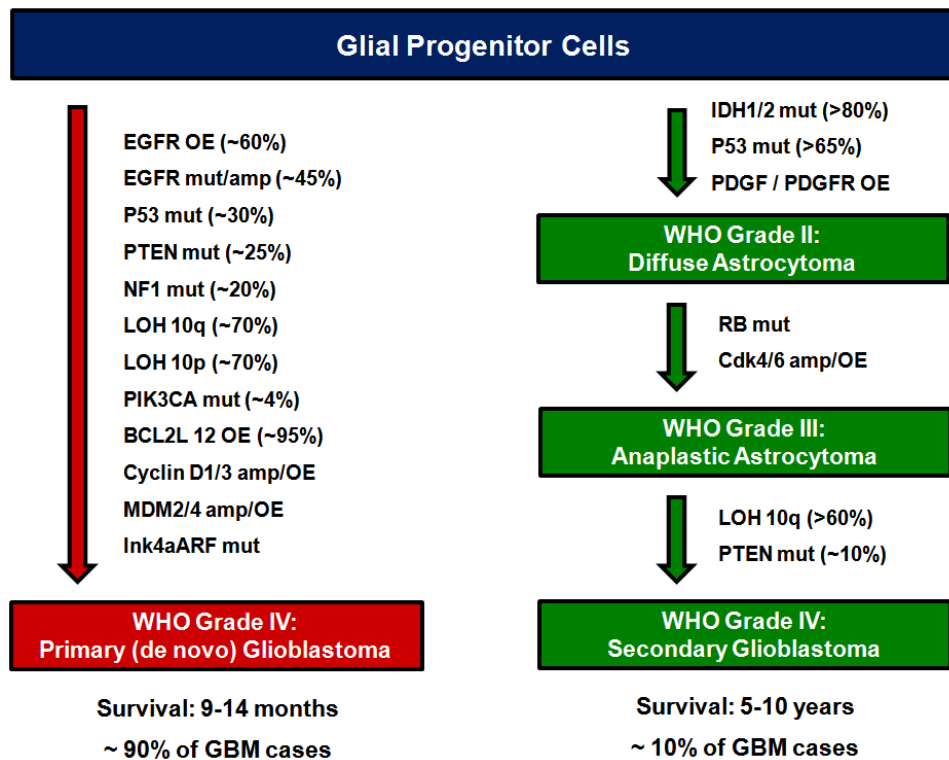 Glial Progenitor Cells
EGFR OE (~60%)
EGFR mut/amp (~45%)
P53 mut (~30%)
PTEN mut (~25%)
NF1 mut (~20%)
LOH 10q (~70%)
LOH 10p (~70%)
PIK3CA mut (~4%)
BCL2L 12 OE (~95%)
Cyclin D1/3 amp/OE
MDM2/4 amp/OE
Ink4aARF mut
WHO Grade IV:
Primary (de novo) Glioblastoma
Survival: 9-14 months
~ 90% of GBM cases
IDH1/2 mut (>80%)
P53 mut (>65%)
PDGF / PDGFR OE
WHO Grade II:
Diffuse Astrocytoma
RB mut
Cdk4/6 amp/OE
WHO Grade III:
Anaplastic Astrocytoma
LOH 10q (>60%)
PTEN mut (~10%)
WHO Grade IV:
Secondary Glioblastoma
Survival: 5-10 years
~ 10% of GBM cases